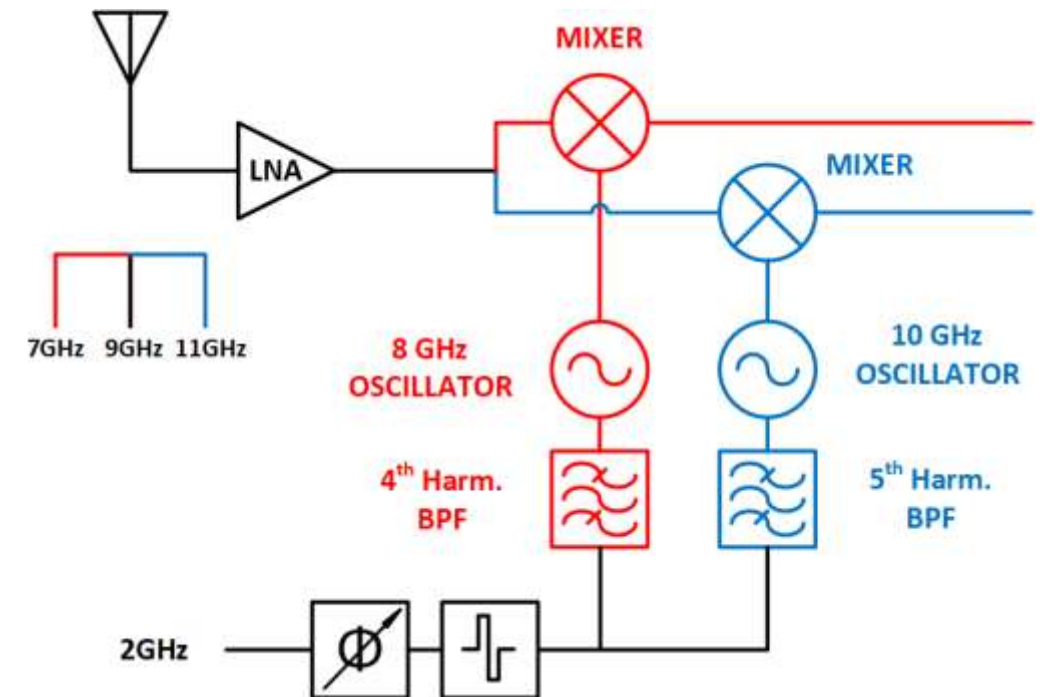 MIXER
LNA
MIXER
7GHz 9GHz 11GHz
8 GHz
OSCILLATOR
10 GHz
OSCILLATOR
4th Harm.
BPF
5th Harm.
BPF
2GHz
Φ